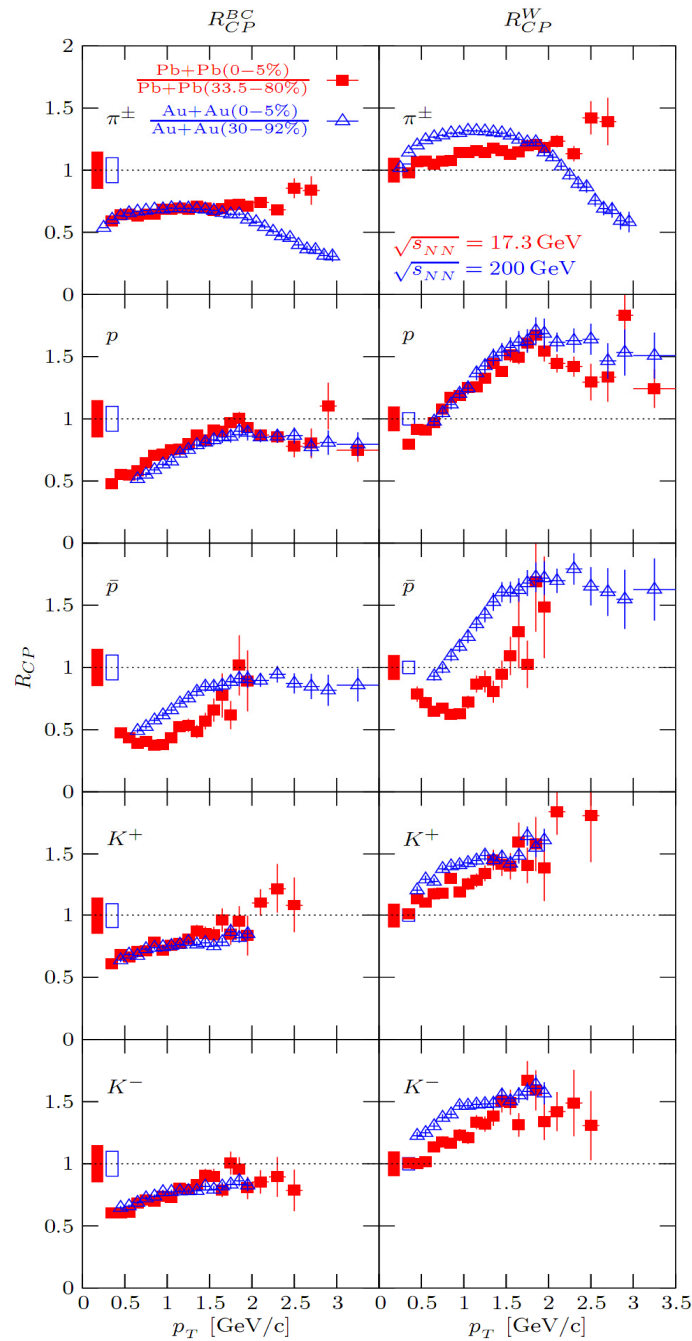 R_{CP}^{BC} R_{CP}^{W}
2
Pb+Pb(0−5%)
Pb+Pb(33.5−80%)
1.5
π± Au+Au(0−5%) π±
Au+Au(30−92%)
1
0.5
√s_{NN} = 17.3 GeV
√s_{NN} = 200 GeV
0
p p
1.5
1
0.5
0
p̄ p̄
1.5
1
R_{CP}
0.5
0
K⁺ K⁺
1.5
1
0.5
0
K⁻ K⁻
1.5
1
0.5
0
0.5 1 1.5 2 2.5 3 0.5 1 1.5 2 2.5 3 3.5
p_T [GeV/c] p_T [GeV/c]